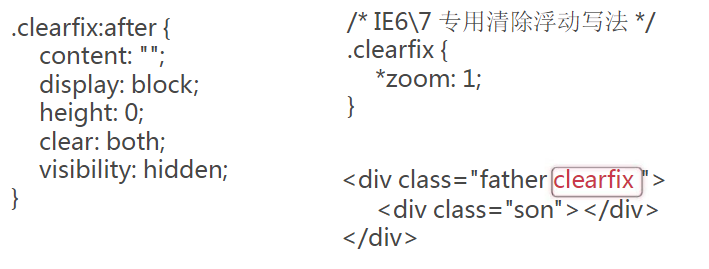 .clearfix:after {
content: "";
display: block;
height: 0;
clear: both;
visibility: hidden;
}
/* IE6\7 专用清除浮动写法 */
.clearfix {
*zoom: 1;
}
<div class="father clearfix ">
<div class="son"></div>
</div>